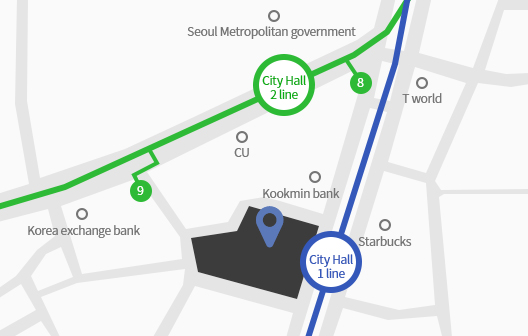 Seoul Metropolitan government
City Hall
2 line
8
T world
CU
Kookmin bank
9
Korea exchange bank
Starbucks
City Hall
1 line